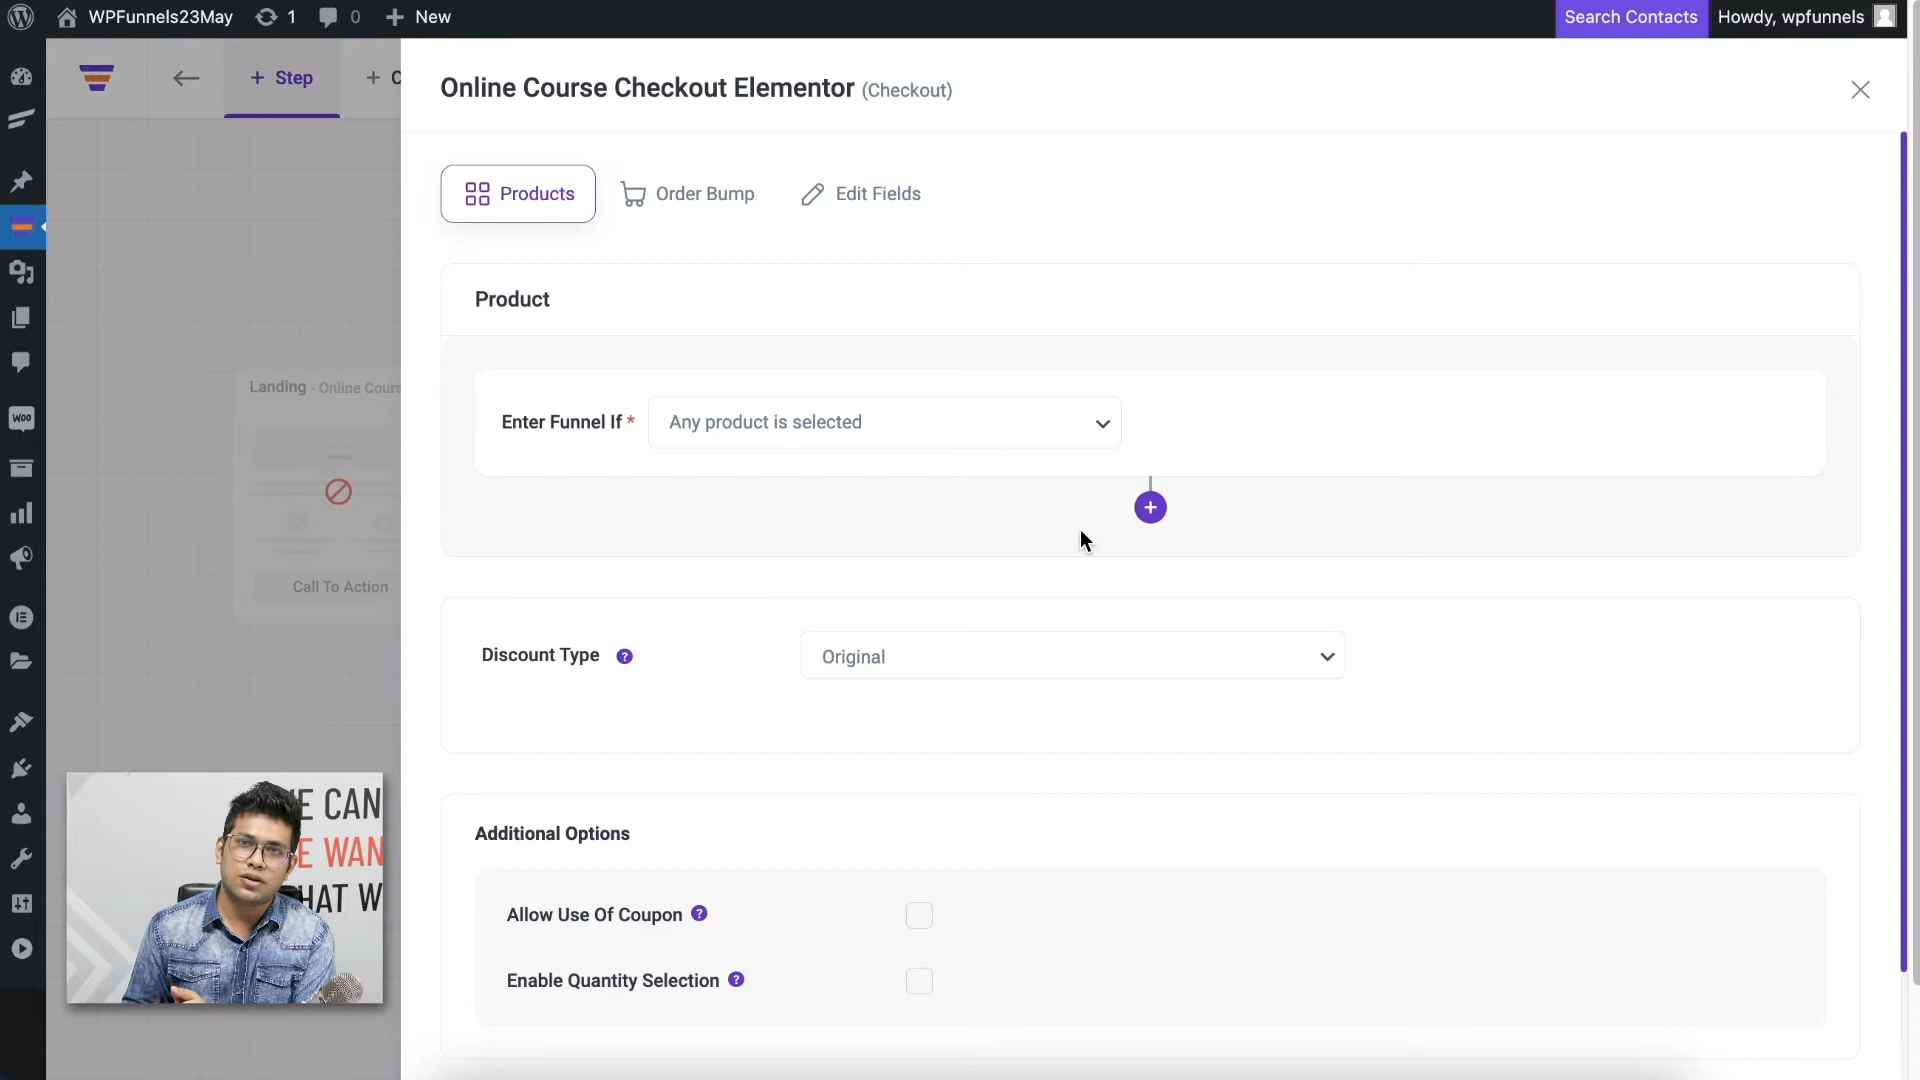 WPFunnels23May
1
0
New
Search Contacts
Howdy, wpfunnels
+ Step
+ C
Online Course Checkout Elementor (Checkout)
Products
Order Bump
Edit Fields
Product
Landing - Online Cours
Enter Funnel If * Any product is selected
WOO
Call To Action
Discount Type ? Original
Additional Options
Allow Use Of Coupon ?
Enable Quantity Selection ?
E CAN
E WAN
HAT W